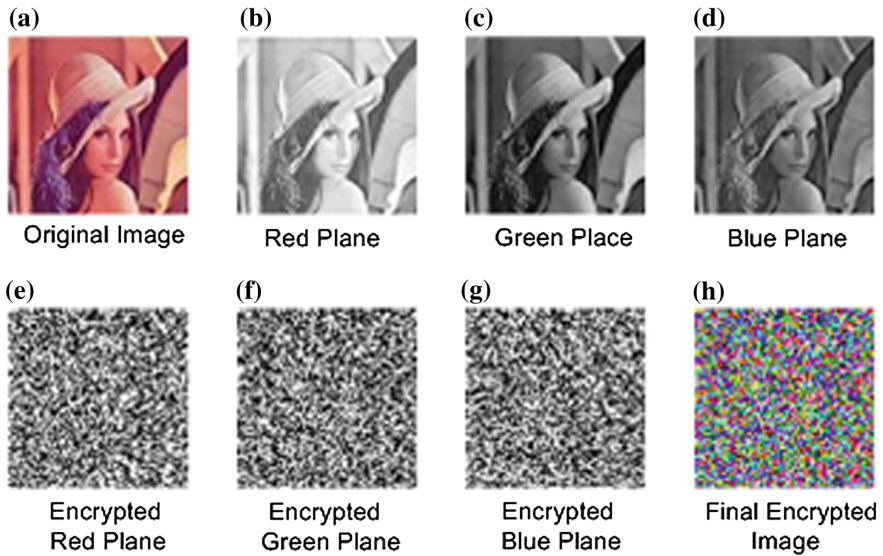 (a) (b) (c) (d)
Original Image Red Plane Green Place Blue Plane
(e) (f) (g) (h)
Encrypted Encrypted Encrypted Final Encrypted
Red Plane Green Plane Blue Plane Image